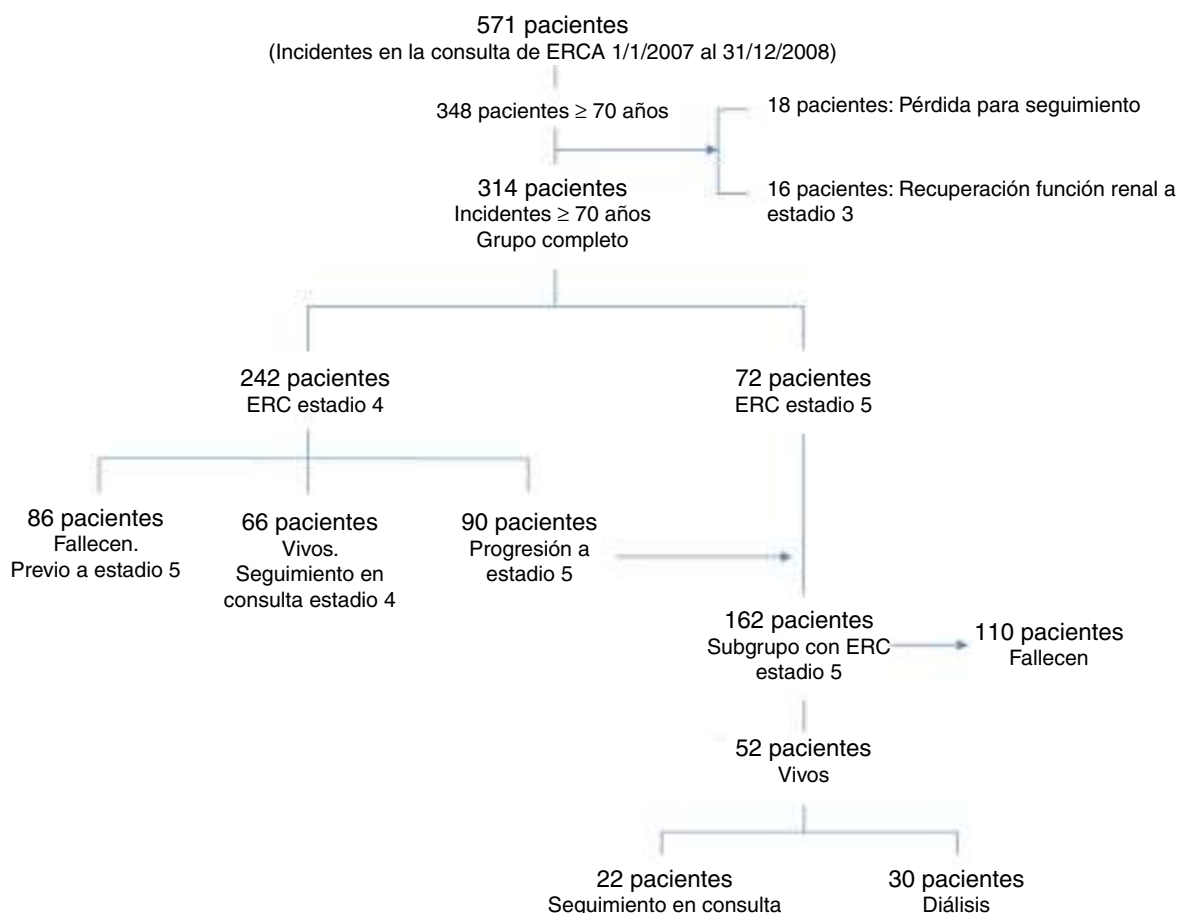 571 pacientes
(Incidentes en la consulta de ERCA 1/1/2007 al 31/12/2008)
348 pacientes ≥ 70 años
18 pacientes: Pérdida para seguimiento
16 pacientes: Recuperación función renal a
estadio 3
314 pacientes
Incidentes ≥ 70 años
Grupo completo
242 pacientes
ERC estadio 4
72 pacientes
ERC estadio 5
86 pacientes
Fallecen.
Previo a estadio 5
66 pacientes
Vivos.
Seguimiento en
consulta estadio 4
90 pacientes
Progresión a
estadio 5
162 pacientes
Subgrupo con ERC
estadio 5
110 pacientes
Fallecen
52 pacientes
Vivos
22 pacientes
Seguimiento en consulta
30 pacientes
Diálisis